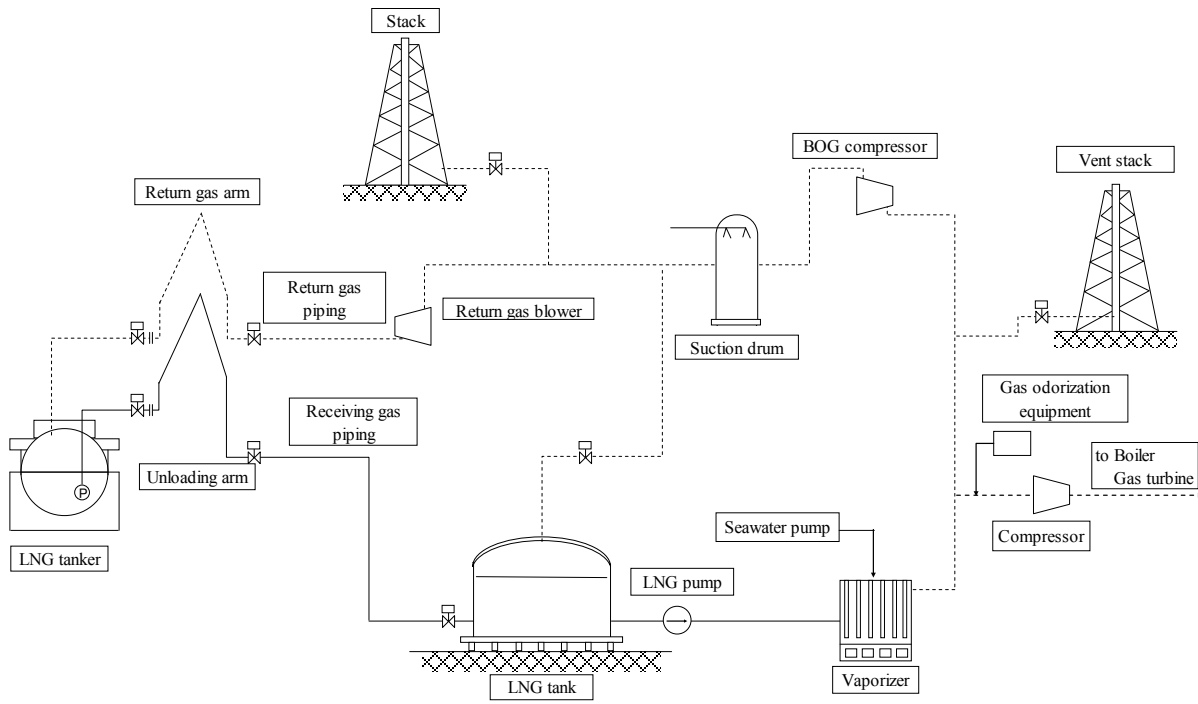 Stack
BOG compressor
Vent stack
Return gas arm
Return gas
piping
Return gas blower
Suction drum
Gas odorization
equipment
Receiving gas
piping
to Boiler
Gas turbine
Unloading arm
P
Seawater pump
Compressor
LNG tanker
LNG pump
LNG tank
Vaporizer